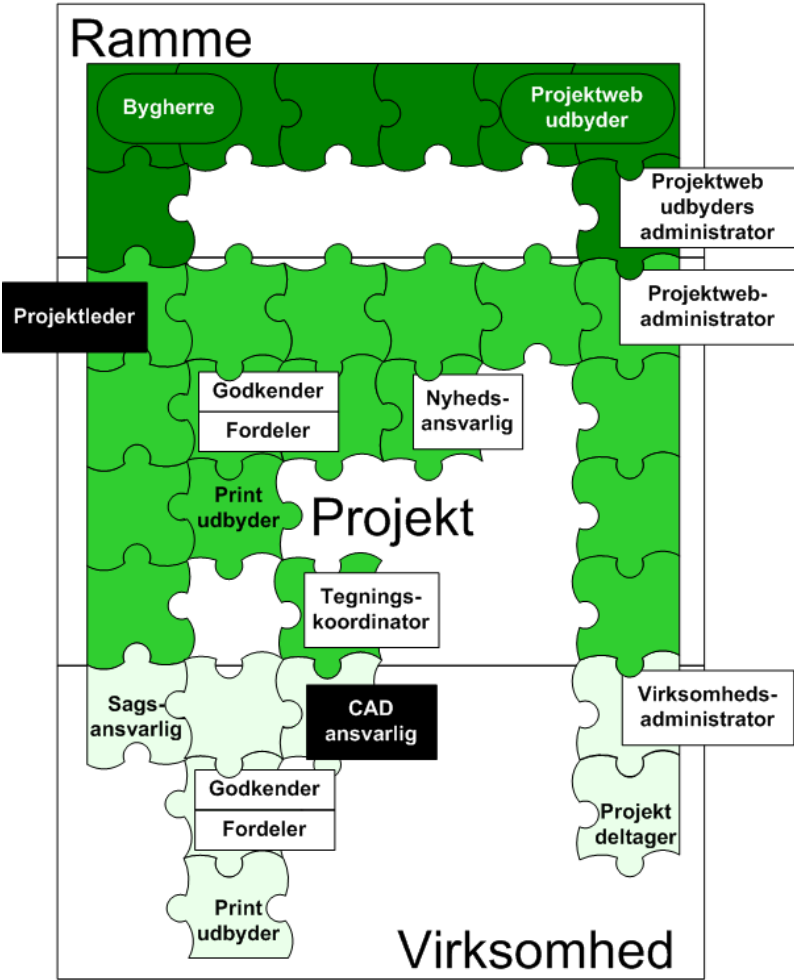 Ramme
Bygherre
Projektweb
udbyder
Projektweb
udbyders
administrator
Projektleder
Projektweb-
administrator
Godkender
Fordeler
Nyheds-
ansvarlig
Print
udbyder
Projekt
Tegnings-
koordinator
Sags-
ansvarlig
CAD
ansvarlig
Virksomheds-
administrator
Godkender
Fordeler
Projekt
deltager
Print
udbyder
Virksomhed